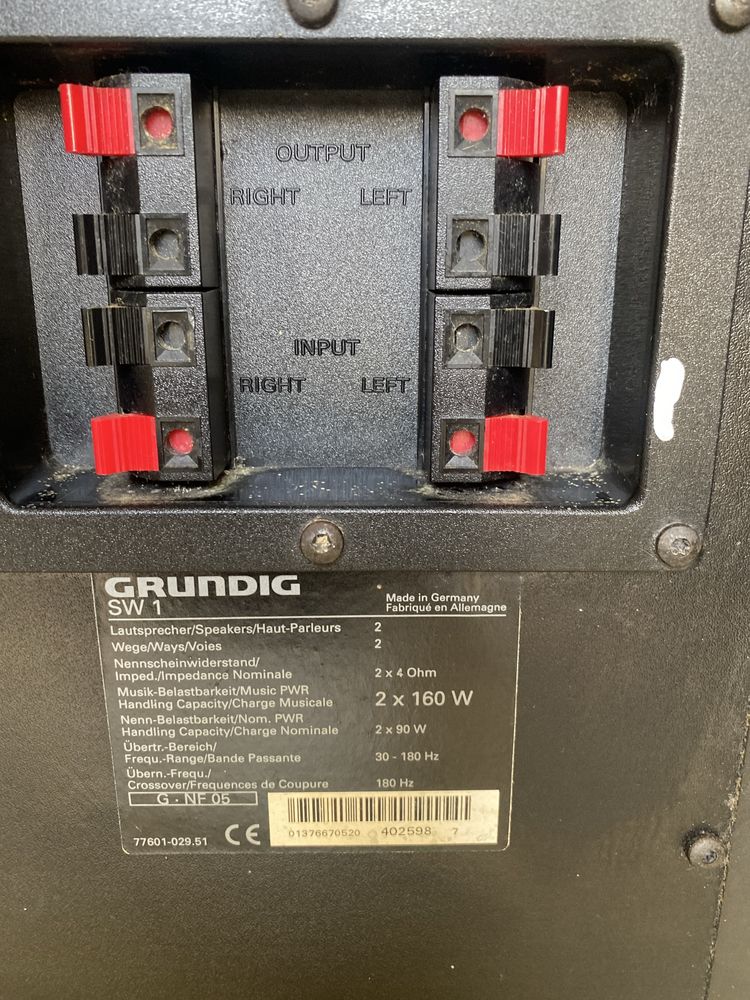 OUTPUT
RIGHT LEFT
INPUT
RIGHT LEFT
GRUNDIG
SW 1
Made in Germany
Fabriqué en Allemagne
Lautsprecher/Speakers/Haut-Parleurs 2
Wege/Ways/Voies 2
Nennscheinwiderstand/
Imped./Impedance Nominale 2 x 4 Ohm
Musik-Belastbarkeit/Music PWR
Handling Capacity/Charge Musicale 2 x 160 W
Nenn-Belastbarkeit/Nom. PWR
Handling Capacity/Charge Nominale 2 x 90 W
Übertr.-Bereich/
Frequ.-Range/Bande Passante 30 - 180 Hz
Übern.-Frequ./
Crossover/Frequences de Coupure 180 Hz
G · NF 05
77601-029.51 CE
01376670520 402598 7